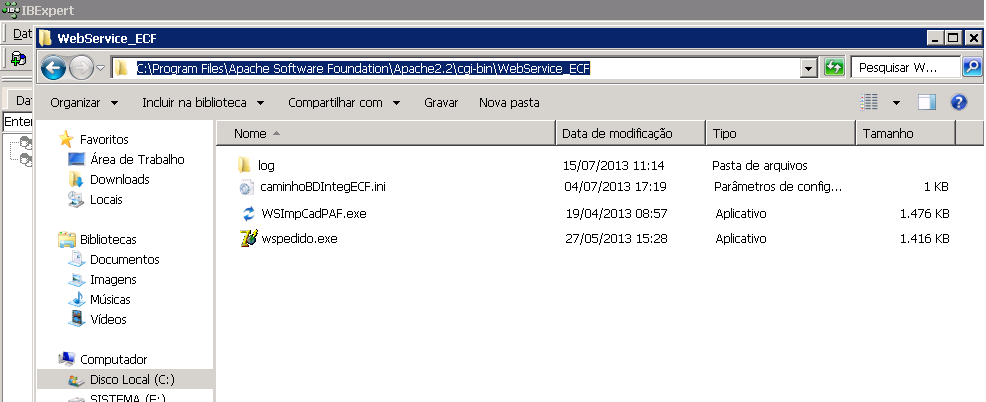 IBExpert
Dat
WebService_ECF
C:\Program Files\Apache Software Foundation\Apache2.2\cgi-bin\WebService_ECF
Pesquisar W...
Organizar Incluir na biblioteca Compartilhar com Gravar Nova pasta
Da
Enter
Favoritos
Área de Trabalho
Downloads
Locais
Bibliotecas
Documentos
Imagens
Músicas
Vídeos
Computador
Disco Local (C:)
SISTEMA (E:)
Nome Data de modificação Tipo Tamanho
log 15/07/2013 11:14 Pasta de arquivos
caminhoBDIntegECF.ini 04/07/2013 17:19 Parâmetros de config... 1 KB
WSImpCadPAF.exe 19/04/2013 08:57 Aplicativo 1.476 KB
wspedido.exe 27/05/2013 15:28 Aplicativo 1.416 KB